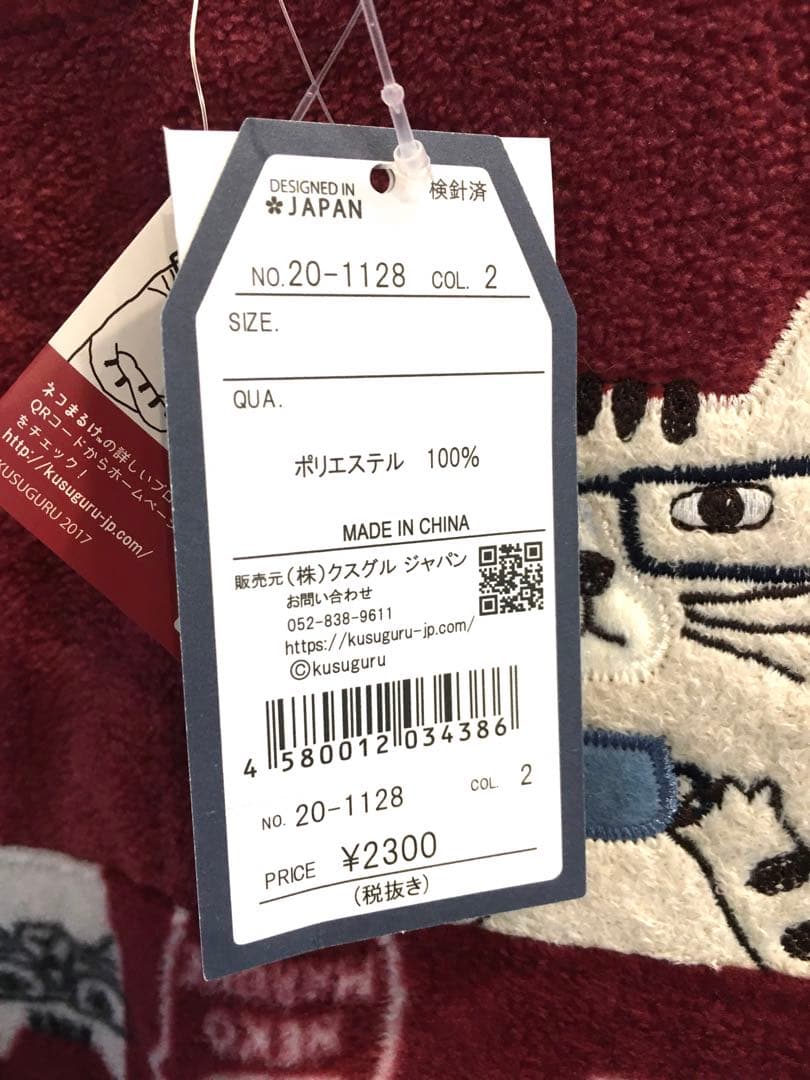 DESIGNED IN
JAPAN
検針済
NO. 20-1128 COL. 2
SIZE.
QUA.
ポリエステル 100%
MADE IN CHINA
販売元(株)クスグル ジャパン
お問い合わせ
052-838-9611
https://kusuguru-jp.com/
©kusuguru
4 580012 034386
NO. 20-1128 COL. 2
PRICE ¥2300
(税抜き)
ネコまるけの詳しいプロ
QRコードからホームペー
をチェック!
http://kusuguru-jp.com/
KUSUGURU 2017
NEKO